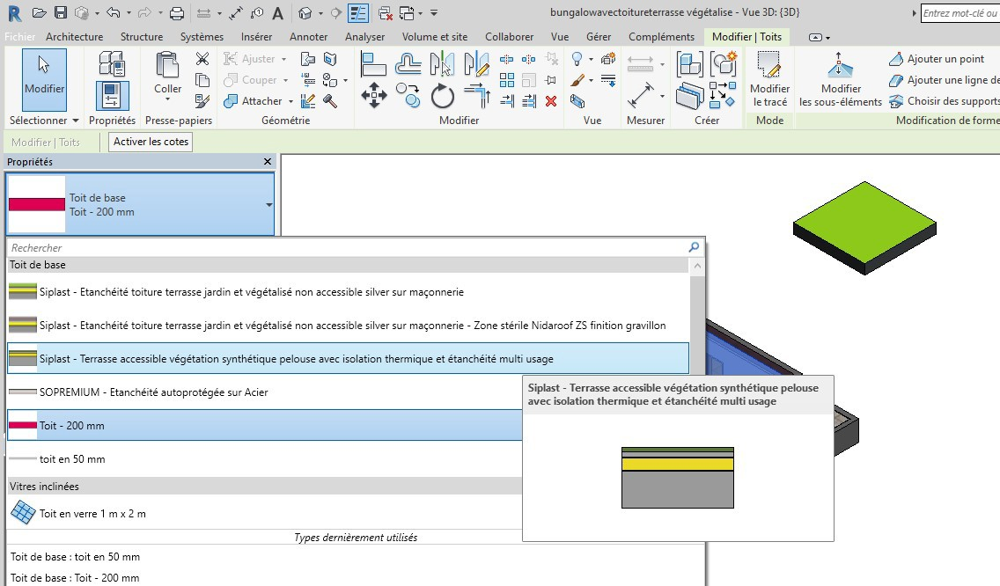 bungalowavectoitureterrasse végétalise - Vue 3D: {3D}
Entrez mot-clé ou
Fichier Architecture Structure Systèmes Insérer Annoter Analyser Volume et site Collaborer Vue Gérer Compléments Modifier | Toits
Modifier
Coller
Ajuster
Couper
Attacher
Modifier
le tracé
Modifier
les sous-éléments
Ajouter un point
Ajouter une ligne de
Choisir des supports
Sélectionner Propriétés Presse-papiers Géométrie Modifier Vue Mesurer Créer Mode Modification de forme
Modifier | Toits Activer les cotes
Propriétés
Toit de base
Toit - 200 mm
Rechercher
Toit de base
Siplast - Etanchéité toiture terrasse jardin et végétalisé non accessible silver sur maçonnerie
Siplast - Etanchéité toiture terrasse jardin et végétalisé non accessible silver sur maçonnerie - Zone stérile Nidaroof ZS finition gravillon
Siplast - Terrasse accessible végétation synthétique pelouse avec isolation thermique et étanchéité multi usage
SOPREMIUM - Etanchéité autoprotégée sur Acier
Siplast - Terrasse accessible végétation synthétique pelouse
avec isolation thermique et étanchéité multi usage
Toit - 200 mm
toit en 50 mm
Vitres inclinées
Toit en verre 1 m x 2 m
Types dernièrement utilisés
Toit de base : toit en 50 mm
Toit de base : Toit - 200 mm